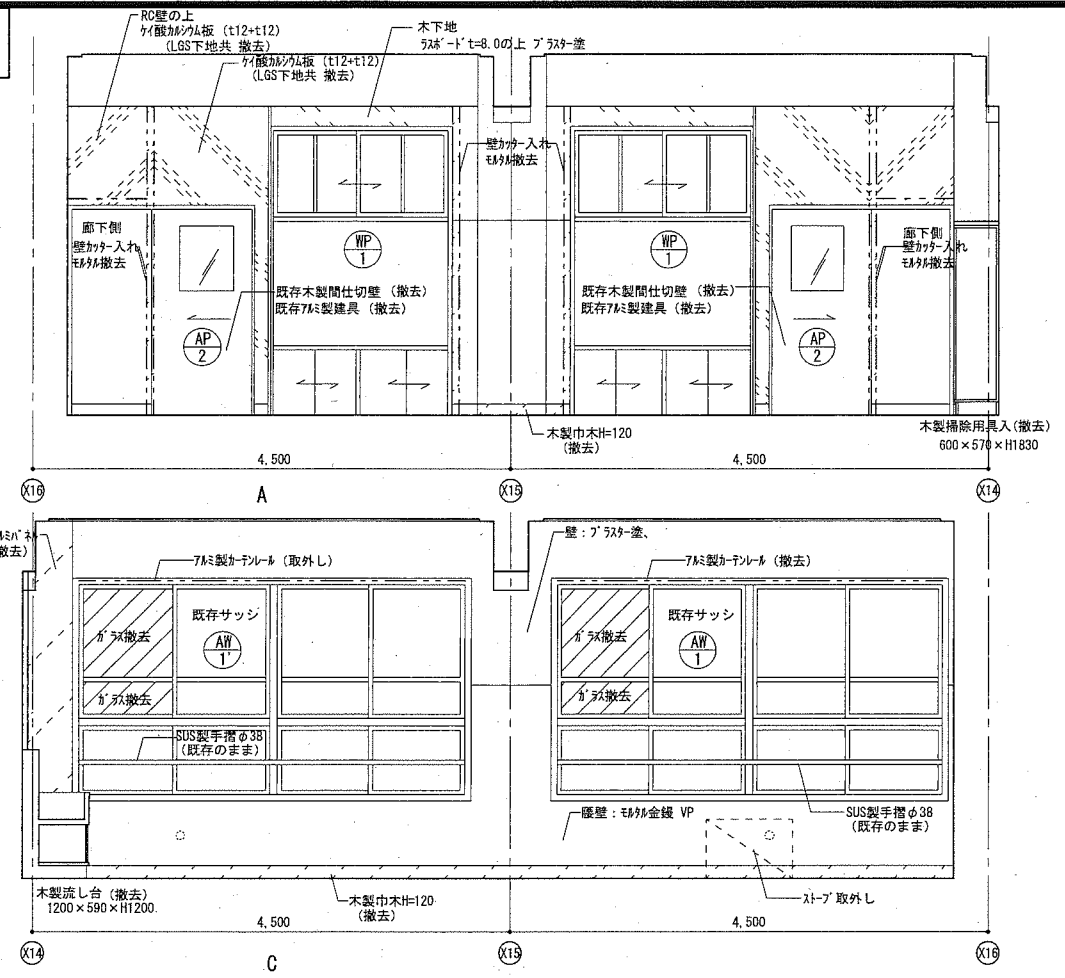 RC壁の上
ケイ酸カルシウム板 (t12+t12)
(LGS下地共 撤去)
ケイ酸カルシウム板 (t12+t12)
(LGS下地共 撤去)
木下地
ラスボードt=8.0の上 プラスター塗
壁カッター入れ
モルタル撤去
廊下側
壁カッター入れ
モルタル撤去
WP
1
既存木製間仕切壁 (撤去)
既存アルミ製建具 (撤去)
AP
2
WP
1
既存木製間仕切壁 (撤去)
既存アルミ製建具 (撤去)
AP
2
廊下側
壁カッター入れ
モルタル撤去
木製巾木H=120
(撤去)
木製掃除用具入(撤去)
600×570×H1830
4,500
4,500
X16
A
X15
X14
ルミパネル
撤去)
アルミ製カーテンレール (取外し)
壁:プラスター塗、
アルミ製カーテンレール (撤去)
ガラス撤去
既存サッシ
AW
1'
ガラス撤去
SUS製手摺φ38
(既存のまま)
ガラス撤去
既存サッシ
AW
1
ガラス撤去
SUS製手摺φ38
(既存のまま)
腰壁:モルタル金鏝 VP
木製流し台 (撤去)
1200×590×H1200
木製巾木H=120
(撤去)
ストーブ取外し
4,500
4,500
X14
C
X15
X16